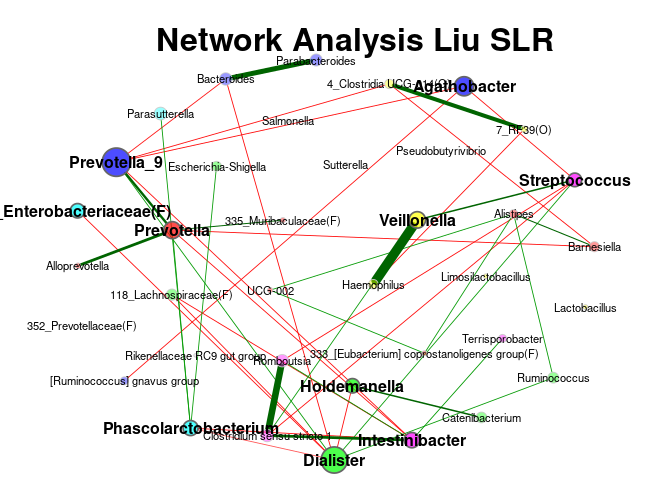 Network Analysis Liu SLR
Parabacteroides
Bacteroides
4_Clostridia UCG-014(O)
Agathobacter
Parasutterella
Salmonella
7_RF39(O)
Pseudobutyrivibrio
Prevotella_9
Escherichia-Shigella
Sutterella
Streptococcus
_Enterobacteriaceae(F)
335_Muribaculaceae(F)
Veillonella
Alistipes
Prevotella
Barnesiella
Alloprevotella
Haemophilus
Limosilactobacillus
118_Lachnospiraceae(F)
UCG-002
Lactobacillus
352_Prevotellaceae(F)
Terrisporobacter
Rikenellaceae RC9 gut group
Romboutsia
333_[Eubacterium] coprostanoligenes group(F)
[Ruminococcus] gnavus group
Holdemanella
Ruminococcus
Catenibacterium
Phascolarctobacterium
Clostridium sensu stricto 1
Intestinibacter
Dialister